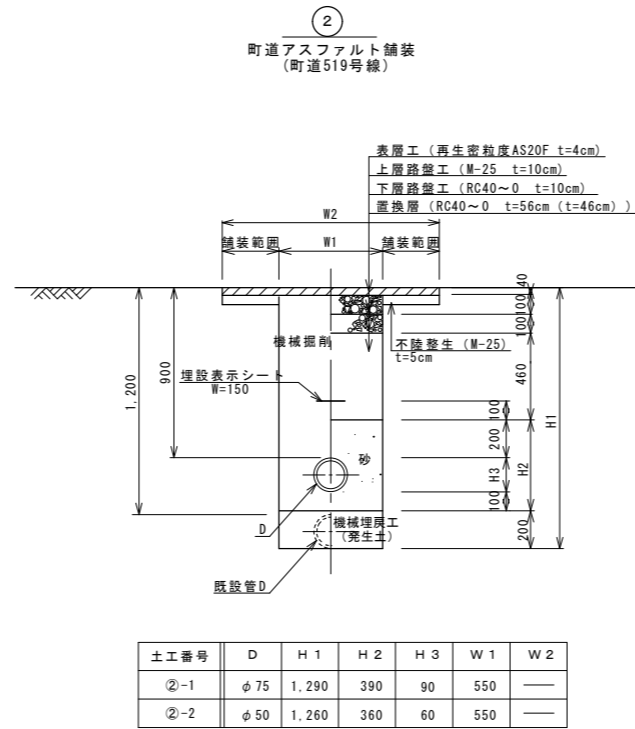 ②
町道アスファルト舗装
(町道519号線)
表層工（再生密粒度AS20F t=4cm)
上層路盤工（M-25 t=10cm)
下層路盤工（RC40～0 t=10cm)
置換層（RC40～0 t=56cm (t=46cm) ）
W2
舗装範囲 W1 舗装範囲
40
100
100
機械掘削
不陸整生（M-25)
t=5cm
埋設表示シート
W=150
900
1,200
460
H1
100
200
砂
H3
H2
100
D
機械埋戻工
(発生土)
200
既設管D
土工番号 D H1 H2 H3 W1 W2
②-1 φ75 1,290 390 90 550 ——
②-2 φ50 1,260 360 60 550 ——